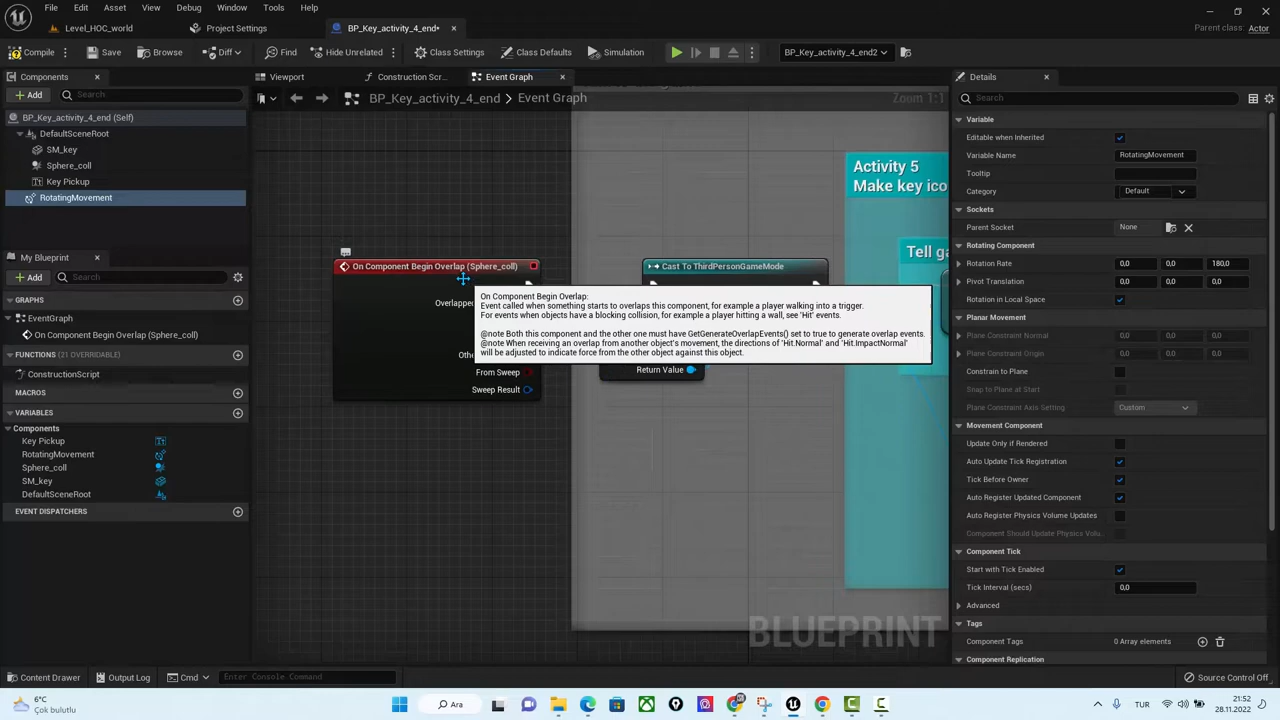 File
Edit
Asset
View
Debug
Window
Tools
Help
Level_HOC_world
Project Settings
BP_Key_activity_4_end*
Parent class: Actor
Compile
Save
Browse
Diff
Find
Hide Unrelated
Class Settings
Class Defaults
Simulation
BP_Key_activity_4_end2
Components
Add
Search
BP_Key_activity_4_end (Self)
DefaultSceneRoot
SM_key
Sphere_coll
Key Pickup
RotatingMovement
My Blueprint
Add
Search
GRAPHS
EventGraph
On Component Begin Overlap (Sphere_coll)
FUNCTIONS (21 OVERRIDABLE)
ConstructionScript
MACROS
VARIABLES
Components
Key Pickup
RotatingMovement
Sphere_coll
SM_key
DefaultSceneRoot
EVENT DISPATCHERS
Viewport
Construction Scr...
Event Graph
BP_Key_activity_4_end > Event Graph
Zoom 1:1
Activity 5
Make key ico
Tell ga
On Component Begin Overlap (Sphere_coll)
Cast To ThirdPersonGameMode
Overlapped
On Component Begin Overlap:
Event called when something starts to overlaps this component, for example a player walking into a trigger.
For events when objects have a blocking collision, for example a player hitting a wall, see 'Hit' events.
@note Both this component and the other one must have GetGenerateOverlapEvents() set to true to generate overlap events.
@note When receiving an overlap from another object's movement, the directions of 'Hit.Normal' and 'Hit.ImpactNormal'
will be adjusted to indicate force from the other object against this object.
Othe
From Sweep
Sweep Result
Return Value
BLUEPRINT
Details
Search
Variable
Editable when Inherited
Variable Name
RotatingMovement
Tooltip
Category
Default
Sockets
Parent Socket
None
Rotating Component
Rotation Rate
0,0
0,0
180,0
Pivot Translation
0,0
0,0
0,0
Rotation in Local Space
Planar Movement
Plane Constraint Normal
0,0
0,0
0,0
Plane Constraint Origin
0,0
0,0
0,0
Constrain to Plane
Snap to Plane at Start
Plane Constraint Axis Setting
Custom
Movement Component
Update Only if Rendered
Auto Update Tick Registration
Tick Before Owner
Auto Register Updated Component
Auto Register Physics Volume Updates
Component Should Update Physics Volu...
Component Tick
Start with Tick Enabled
Tick Interval (secs)
0,0
Advanced
Tags
Component Tags
0 Array elements
Component Replication
Content Drawer
Output Log
Cmd
Enter Console Command
Source Control Off
6°C
Çok bulutlu
Ara
TUR
21:52
28.11.2022